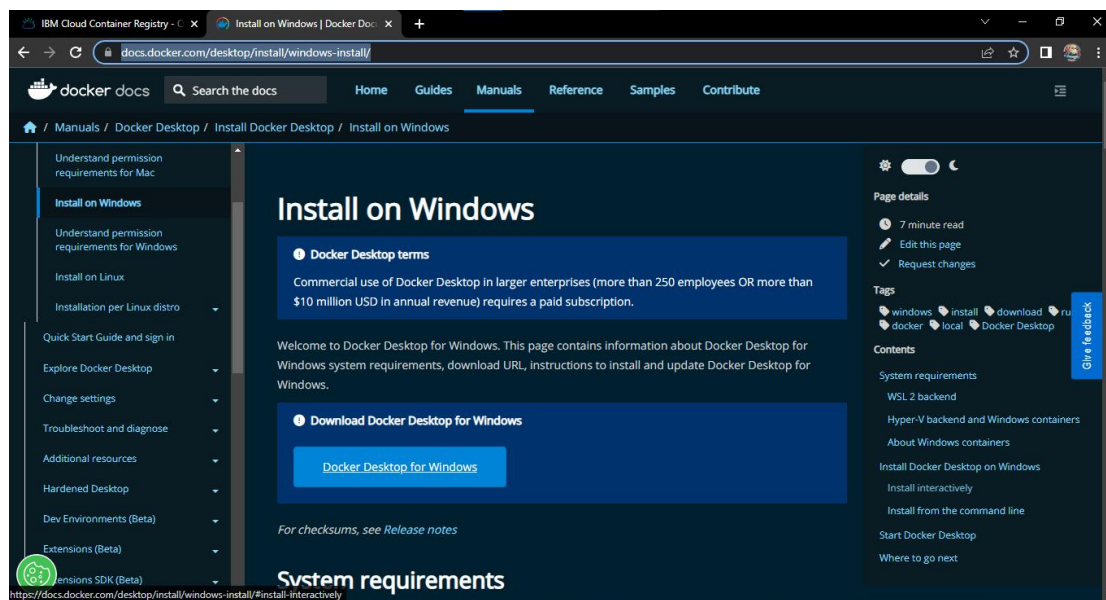 IBM Cloud Container Registry - C
Install on Windows | Docker Doc
docs.docker.com/desktop/install/windows-install/
docker docs
Search the docs
Home
Guides
Manuals
Reference
Samples
Contribute
/ Manuals / Docker Desktop / Install Docker Desktop / Install on Windows
Understand permission
requirements for Mac
Install on Windows
Understand permission
requirements for Windows
Install on Linux
Installation per Linux distro
Quick Start Guide and sign in
Explore Docker Desktop
Change settings
Troubleshoot and diagnose
Additional resources
Hardened Desktop
Dev Environments (Beta)
Extensions (Beta)
ensions SDK (Beta)
https://docs.docker.com/desktop/install/windows-install/#install-interactively
Install on Windows
Docker Desktop terms
Commercial use of Docker Desktop in larger enterprises (more than 250 employees OR more than
$10 million USD in annual revenue) requires a paid subscription.
Welcome to Docker Desktop for Windows. This page contains information about Docker Desktop for
Windows system requirements, download URL, instructions to install and update Docker Desktop for
Windows.
Download Docker Desktop for Windows
Docker Desktop for Windows
For checksums, see Release notes
System requirements
Page details
7 minute read
Edit this page
Request changes
Tags
windows install download ru
docker local Docker Desktop
Contents
System requirements
WSL 2 backend
Hyper-V backend and Windows containers
About Windows containers
Install Docker Desktop on Windows
Install interactively
Install from the command line
Start Docker Desktop
Where to go next
Give feedback